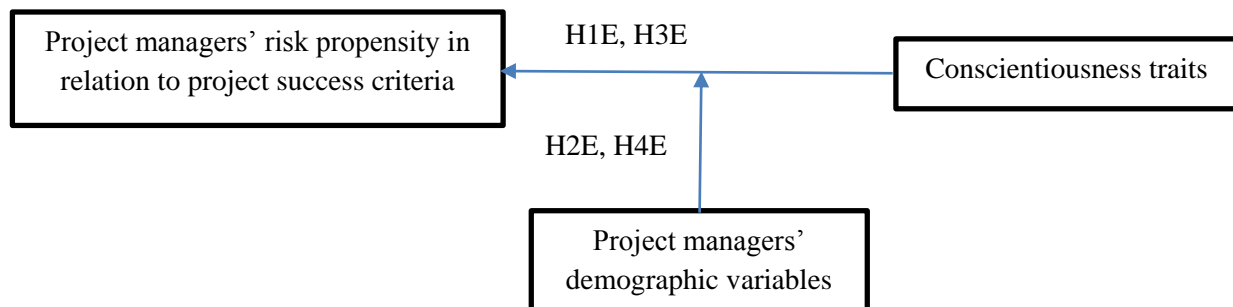 Project managers’ risk propensity in
relation to project success criteria
H1E, H3E
Conscientiousness traits
H2E, H4E
Project managers’
demographic variables